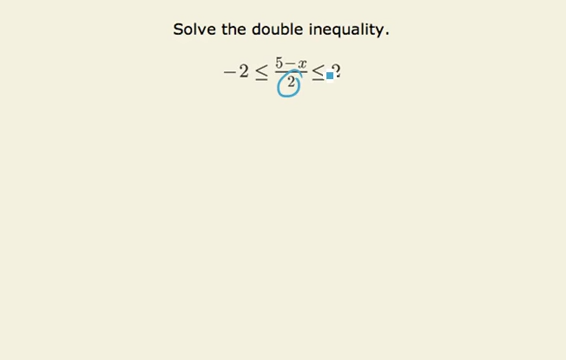 Solve the double inequality.
-2 ≤ (5-x)/2 ≤